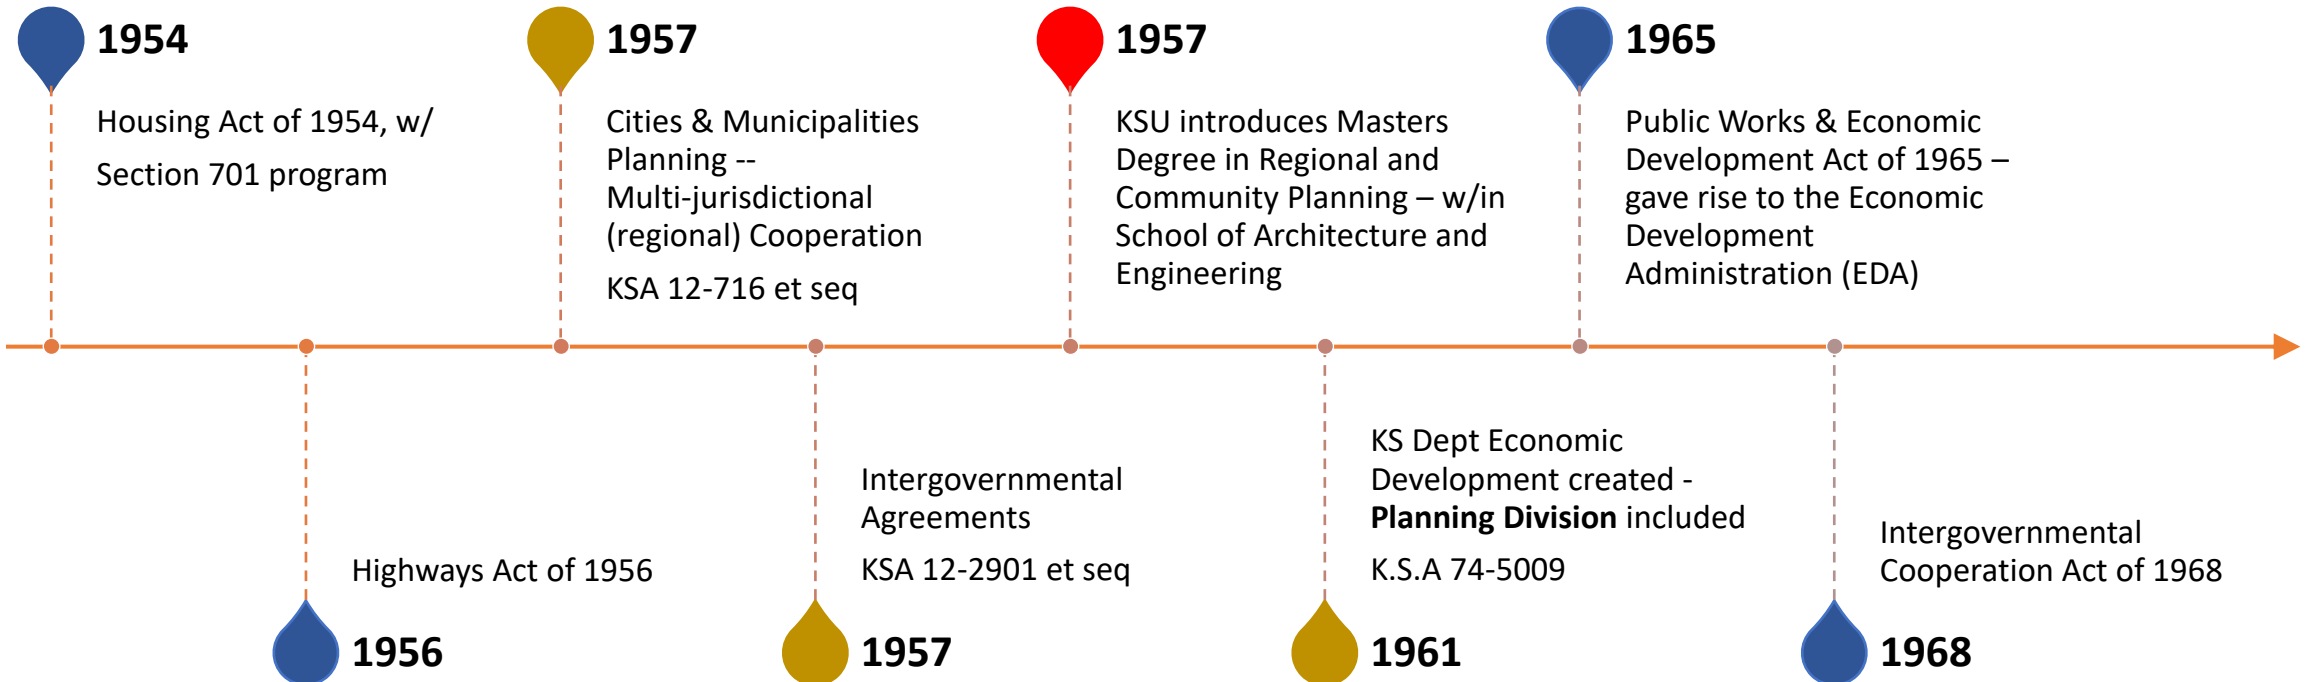 1954
Housing Act of 1954, w/
Section 701 program
1956
Highways Act of 1956
1957
Cities & Municipalities
Planning --
Multi-jurisdictional
(regional) Cooperation
KSA 12-716 et seq
Intergovernmental
Agreements
KSA 12-2901 et seq
1957
1957
KSU introduces Masters
Degree in Regional and
Community Planning – w/in
School of Architecture and
Engineering
KS Dept Economic
Development created -
Planning Division included
K.S.A 74-5009
1961
1965
Public Works & Economic
Development Act of 1965 –
gave rise to the Economic
Development
Administration (EDA)
Intergovernmental
Cooperation Act of 1968
1968